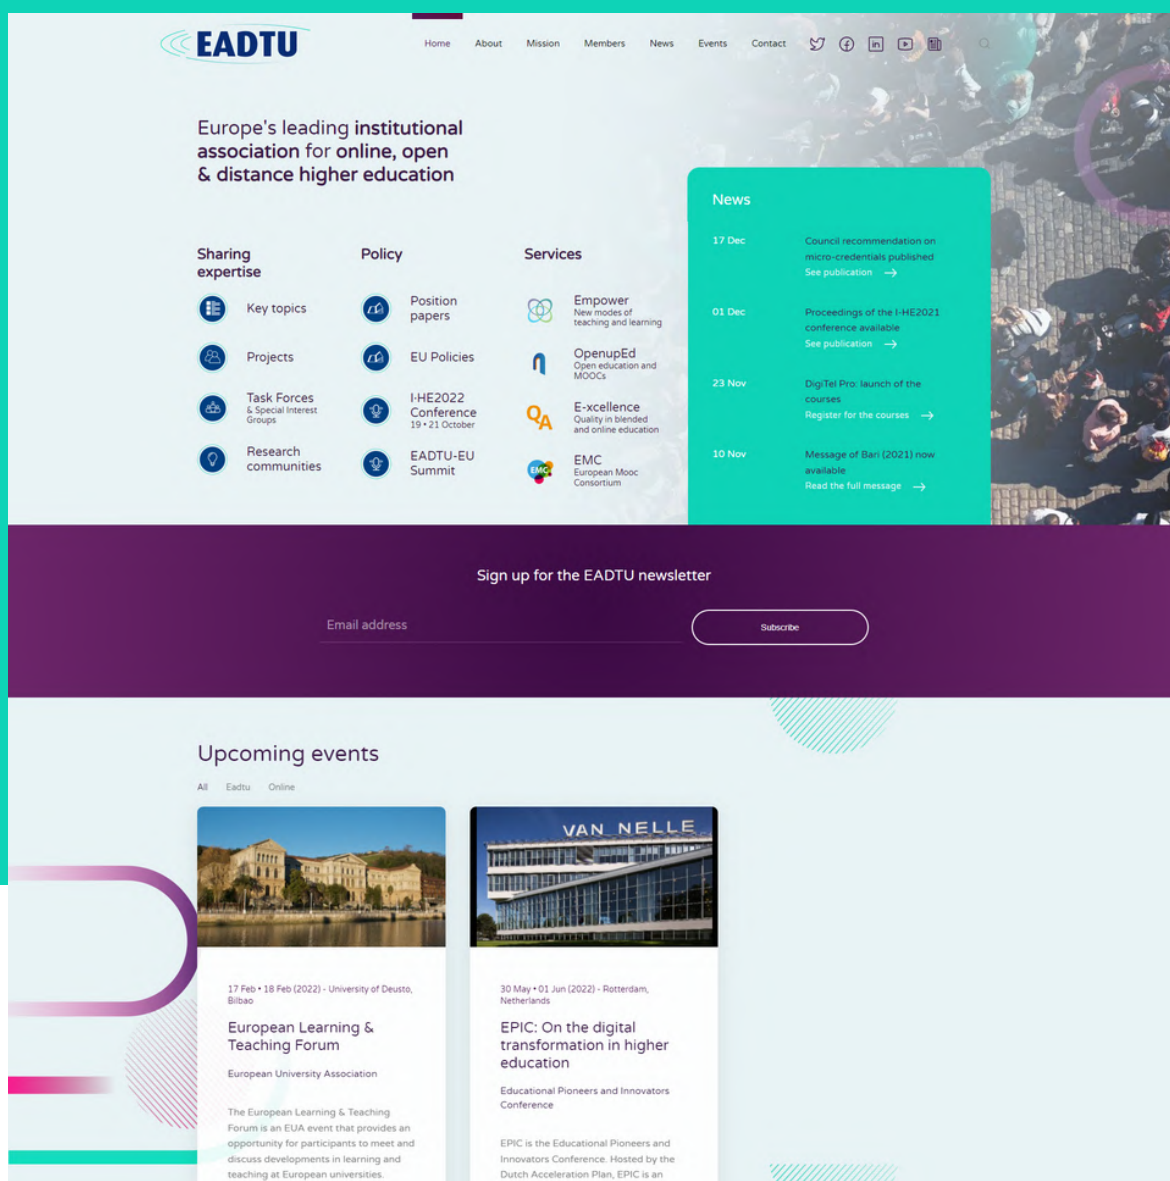 EADTU
Home About Mission Members News Events Contact
Europe's leading institutional
association for online, open
& distance higher education
Sharing
expertise
Key topics
Projects
Task Forces
& Special Interest
Groups
Research
communities
Policy
Position
papers
EU Policies
I-HE2022
Conference
19 • 21 October
EADTU-EU
Summit
Services
Empower
New modes of
teaching and learning
OpenupEd
Open education and
MOOCs
QA
E-xcellence
Quality in blended
and online education
EMC
EMC
European Mooc
Consortium
News
17 Dec
Council recommendation on
micro-credentials published
See publication →
01 Dec
Proceedings of the I-HE2021
conference available
See publication →
23 Nov
DigiTel Pro: launch of the
courses
Register for the courses →
10 Nov
Message of Bari (2021) now
available
Read the full message →
Sign up for the EADTU newsletter
Email address
Subscribe
Upcoming events
All Eadtu Online
17 Feb • 18 Feb (2022) - University of Deusto,
Bilbao
European Learning &
Teaching Forum
European University Association
The European Learning & Teaching
Forum is an EUA event that provides an
opportunity for participants to meet and
discuss developments in learning and
teaching at European universities.
VAN NELLE
30 May • 01 Jun (2022) - Rotterdam,
Netherlands
EPIC: On the digital
transformation in higher
education
Educational Pioneers and Innovators
Conference
EPIC is the Educational Pioneers and
Innovators Conference. Hosted by the
Dutch Acceleration Plan, EPIC is an